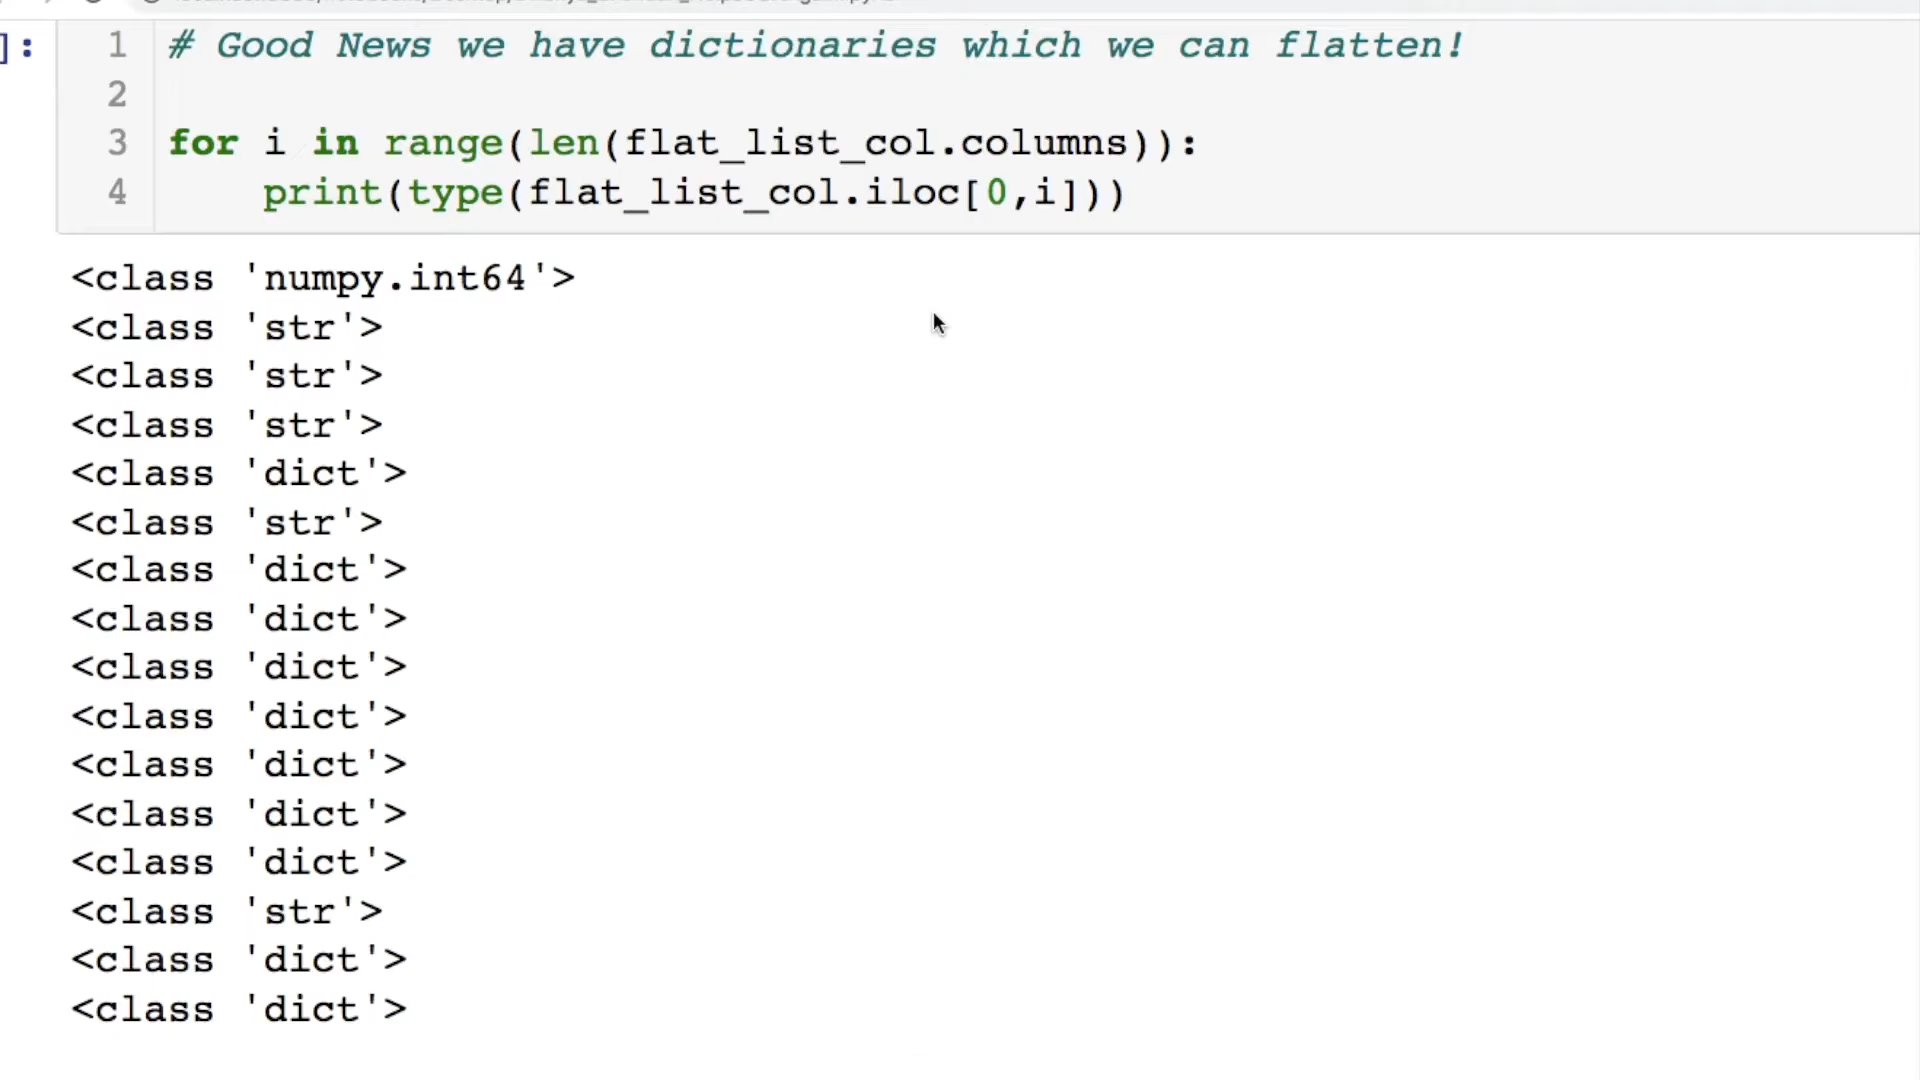 ]:
1 # Good News we have dictionaries which we can flatten!
2
3 for i in range(len(flat_list_col.columns)):
4     print(type(flat_list_col.iloc[0,i]))
<class 'numpy.int64'>
<class 'str'>
<class 'str'>
<class 'str'>
<class 'dict'>
<class 'str'>
<class 'dict'>
<class 'dict'>
<class 'dict'>
<class 'dict'>
<class 'dict'>
<class 'dict'>
<class 'dict'>
<class 'str'>
<class 'dict'>
<class 'dict'>